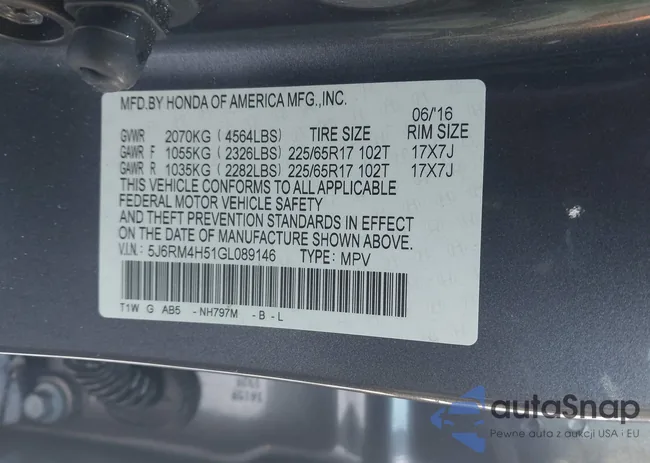 MFD.BY HONDA OF AMERICA MFG.,INC.
06/'16
GVWR 2070KG ( 4564LBS) TIRE SIZE RIM SIZE
GAWR F 1055KG ( 2326LBS) 225/65R17 102T 17X7J
GAWR R 1035KG ( 2282LBS) 225/65R17 102T 17X7J
THIS VEHICLE CONFORMS TO ALL APPLICABLE
FEDERAL MOTOR VEHICLE SAFETY
AND THEFT PREVENTION STANDARDS IN EFFECT
ON THE DATE OF MANUFACTURE SHOWN ABOVE.
V.I.N: 5J6RM4H51GL089146 TYPE: MPV
T1W G AB5 - NH797M - B - L
autaSnap
Pewne auta z aukcji USA i EU